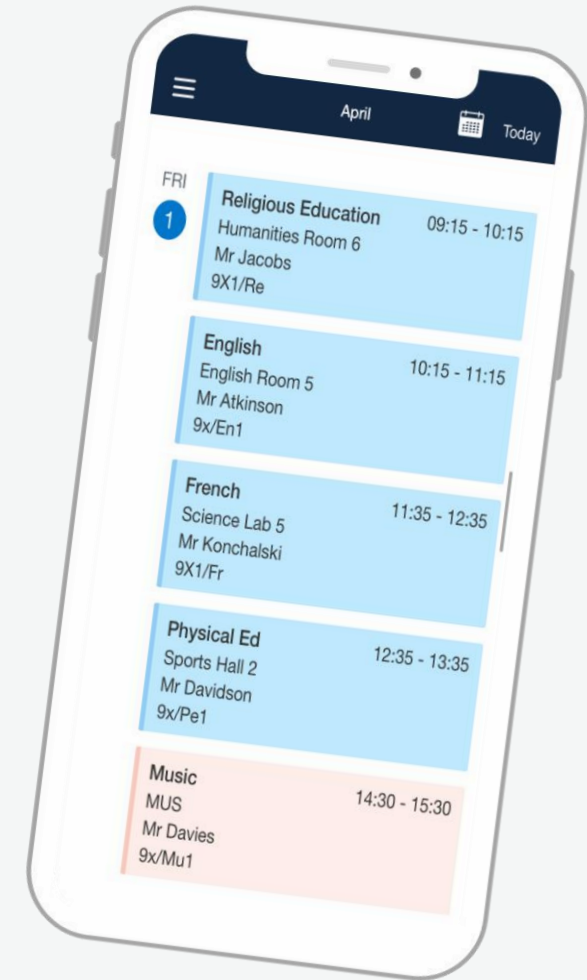 April
Today
FRI
1
Religious Education 09:15 - 10:15
Humanities Room 6
Mr Jacobs
9X1/Re
English 10:15 - 11:15
English Room 5
Mr Atkinson
9x/En1
French 11:35 - 12:35
Science Lab 5
Mr Konchalski
9X1/Fr
Physical Ed 12:35 - 13:35
Sports Hall 2
Mr Davidson
9x/Pe1
Music 14:30 - 15:30
MUS
Mr Davies
9x/Mu1